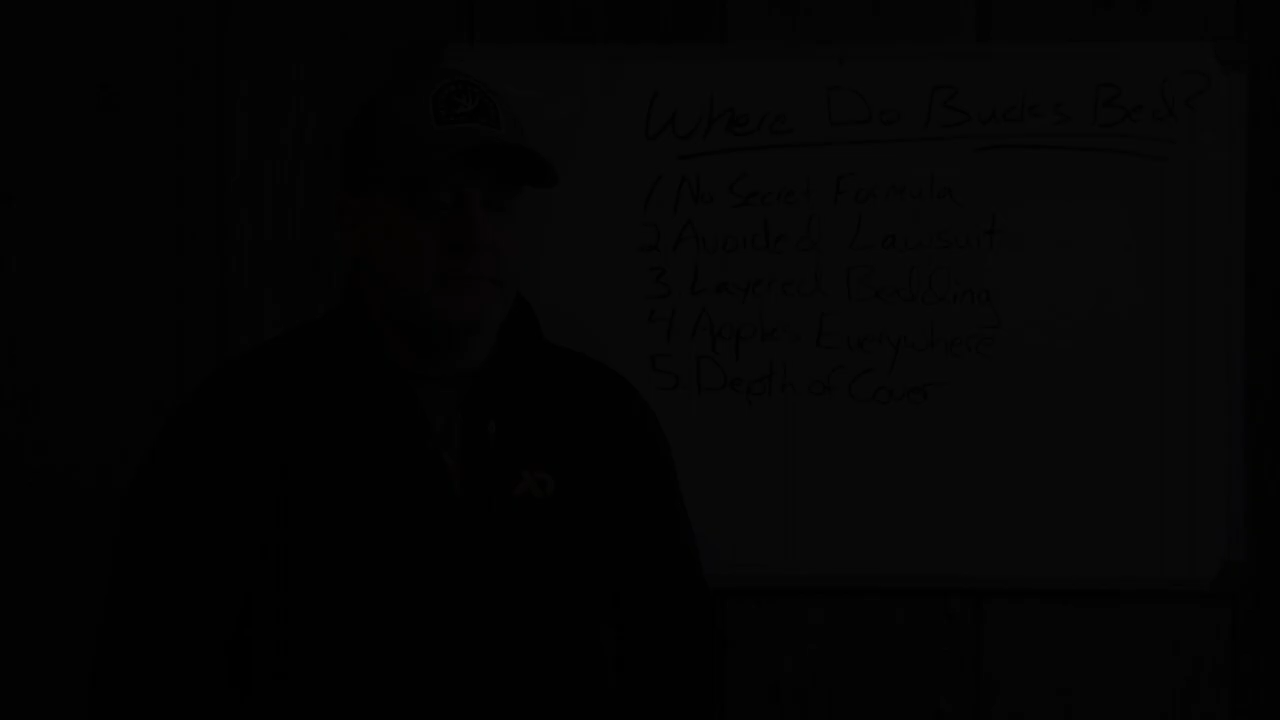 Where Do Bucks Bed?
1 No Secret Formula
2 Avoided Lawsuit
3 Layered Bedding
4 Apples Everywhere
5 Depth of Cover